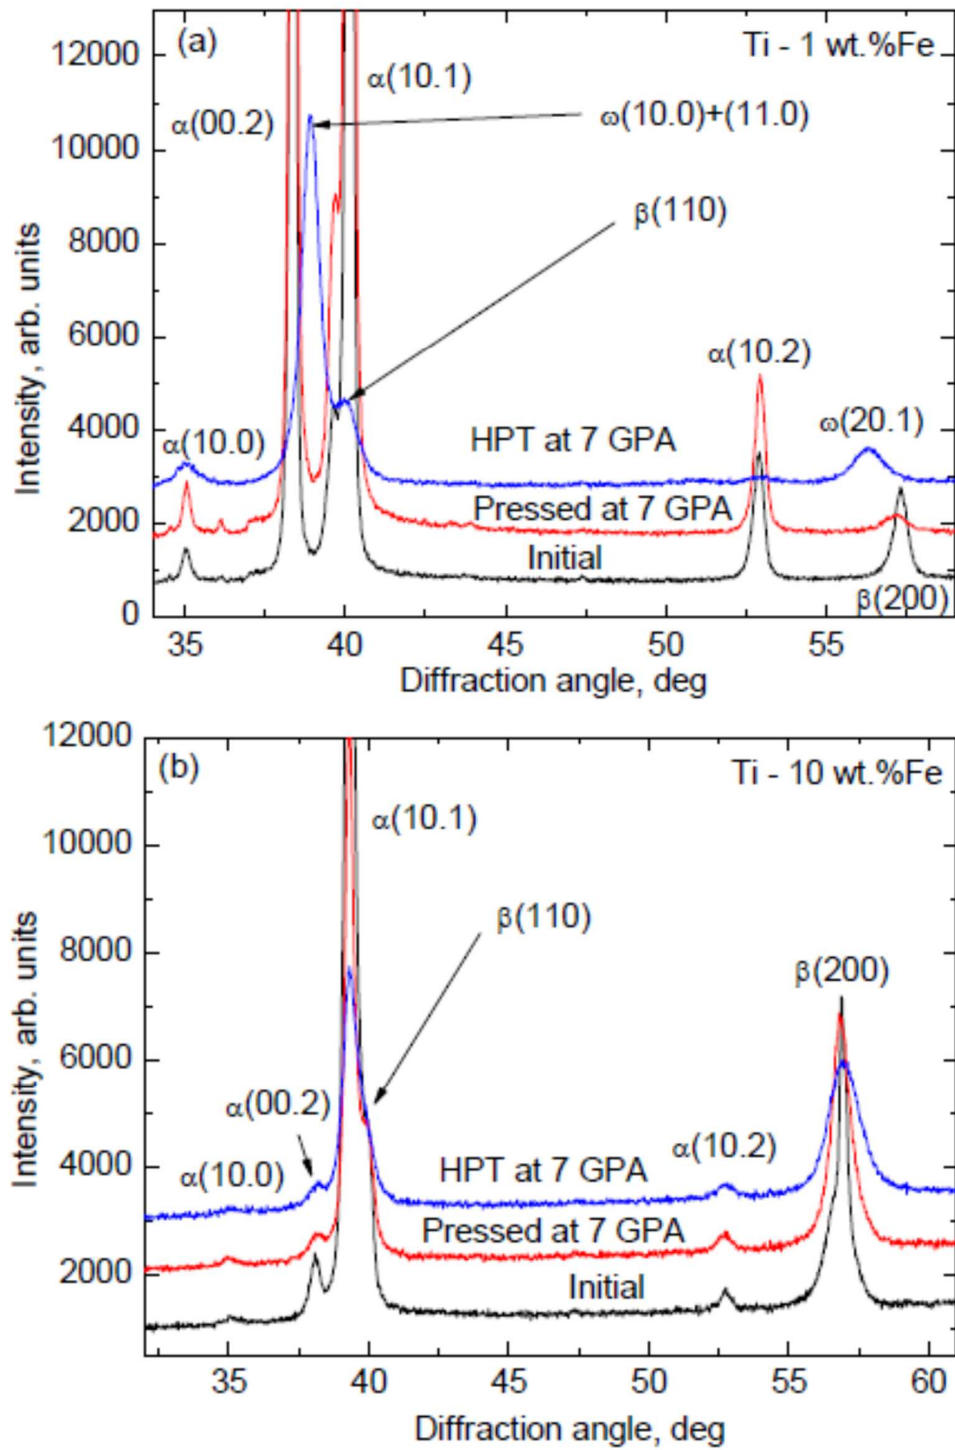 (a)
Ti - 1 wt.%Fe
12000
10000
8000
6000
4000
2000
0
Intensity, arb. units
α(10.1)
α(00.2)
ω(10.0)+(11.0)
β(110)
α(10.2)
α(10.0)
HPT at 7 GPA
ω(20.1)
Pressed at 7 GPA
Initial
β(200)
35
40
45
50
55
Diffraction angle, deg
(b)
Ti - 10 wt.%Fe
12000
10000
8000
6000
4000
2000
Intensity, arb. units
α(10.1)
β(110)
β(200)
α(00.2)
α(10.0)
HPT at 7 GPA
α(10.2)
Pressed at 7 GPA
Initial
35
40
45
50
55
60
Diffraction angle, deg